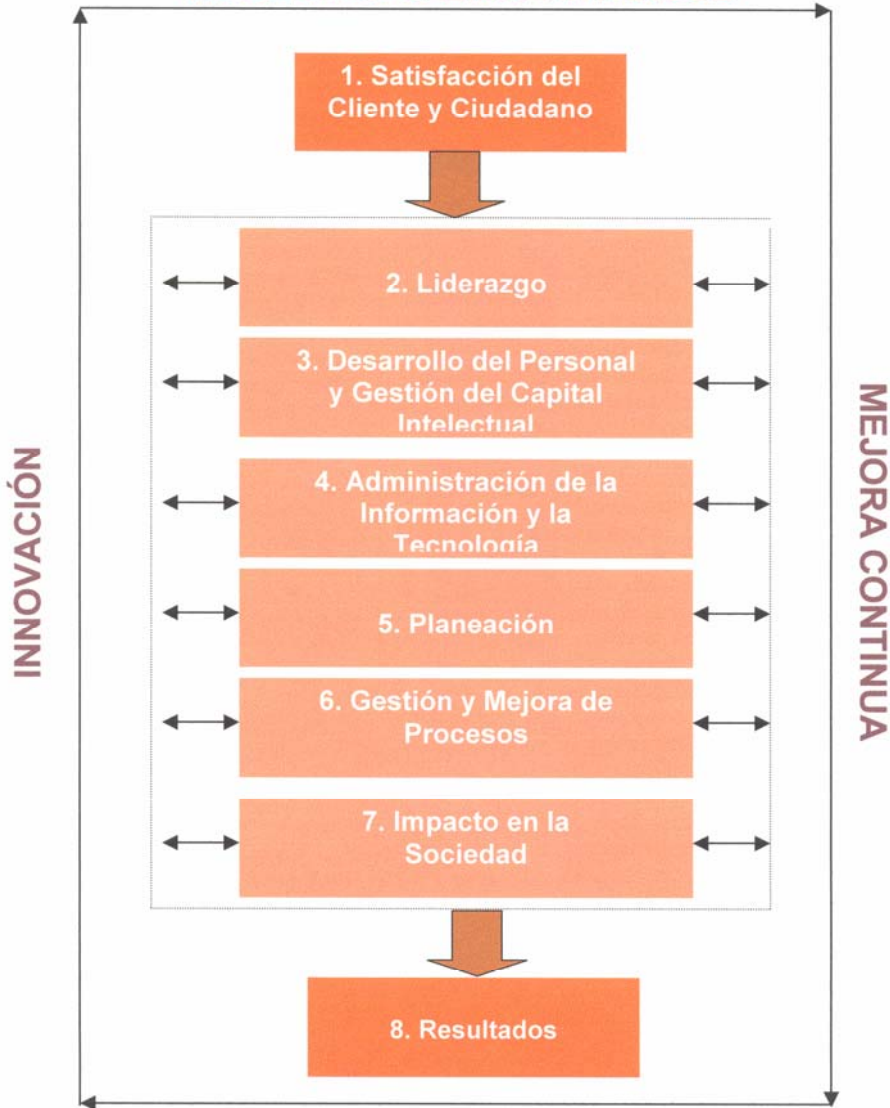 1. Satisfacción del
Cliente y Ciudadano
2. Liderazgo
3. Desarrollo del Personal
y Gestión del Capital
Intelectual
4. Administración de la
Información y la
Tecnología
5. Planeación
6. Gestión y Mejora de
Procesos
7. Impacto en la
Sociedad
8. Resultados
INNOVACIÓN
MEJORA CONTINUA